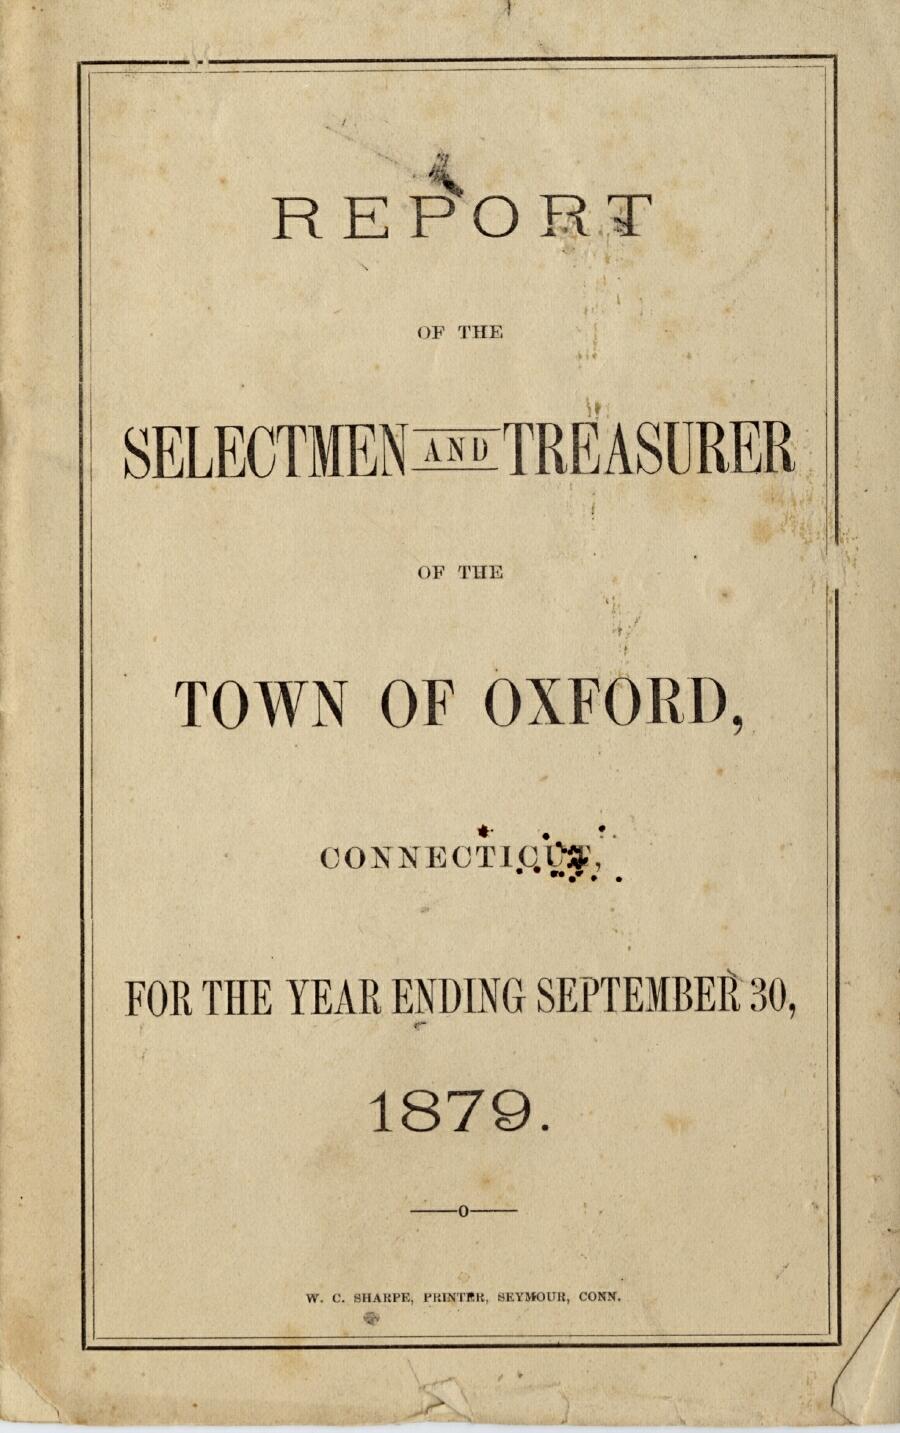 REPORT
OF THE
SELECTMEN AND TREASURER
OF THE
TOWN OF OXFORD,
CONNECTICUT,
FOR THE YEAR ENDING SEPTEMBER 30,
1879.
W. C. SHARPE, PRINTER, SEYMOUR, CONN.